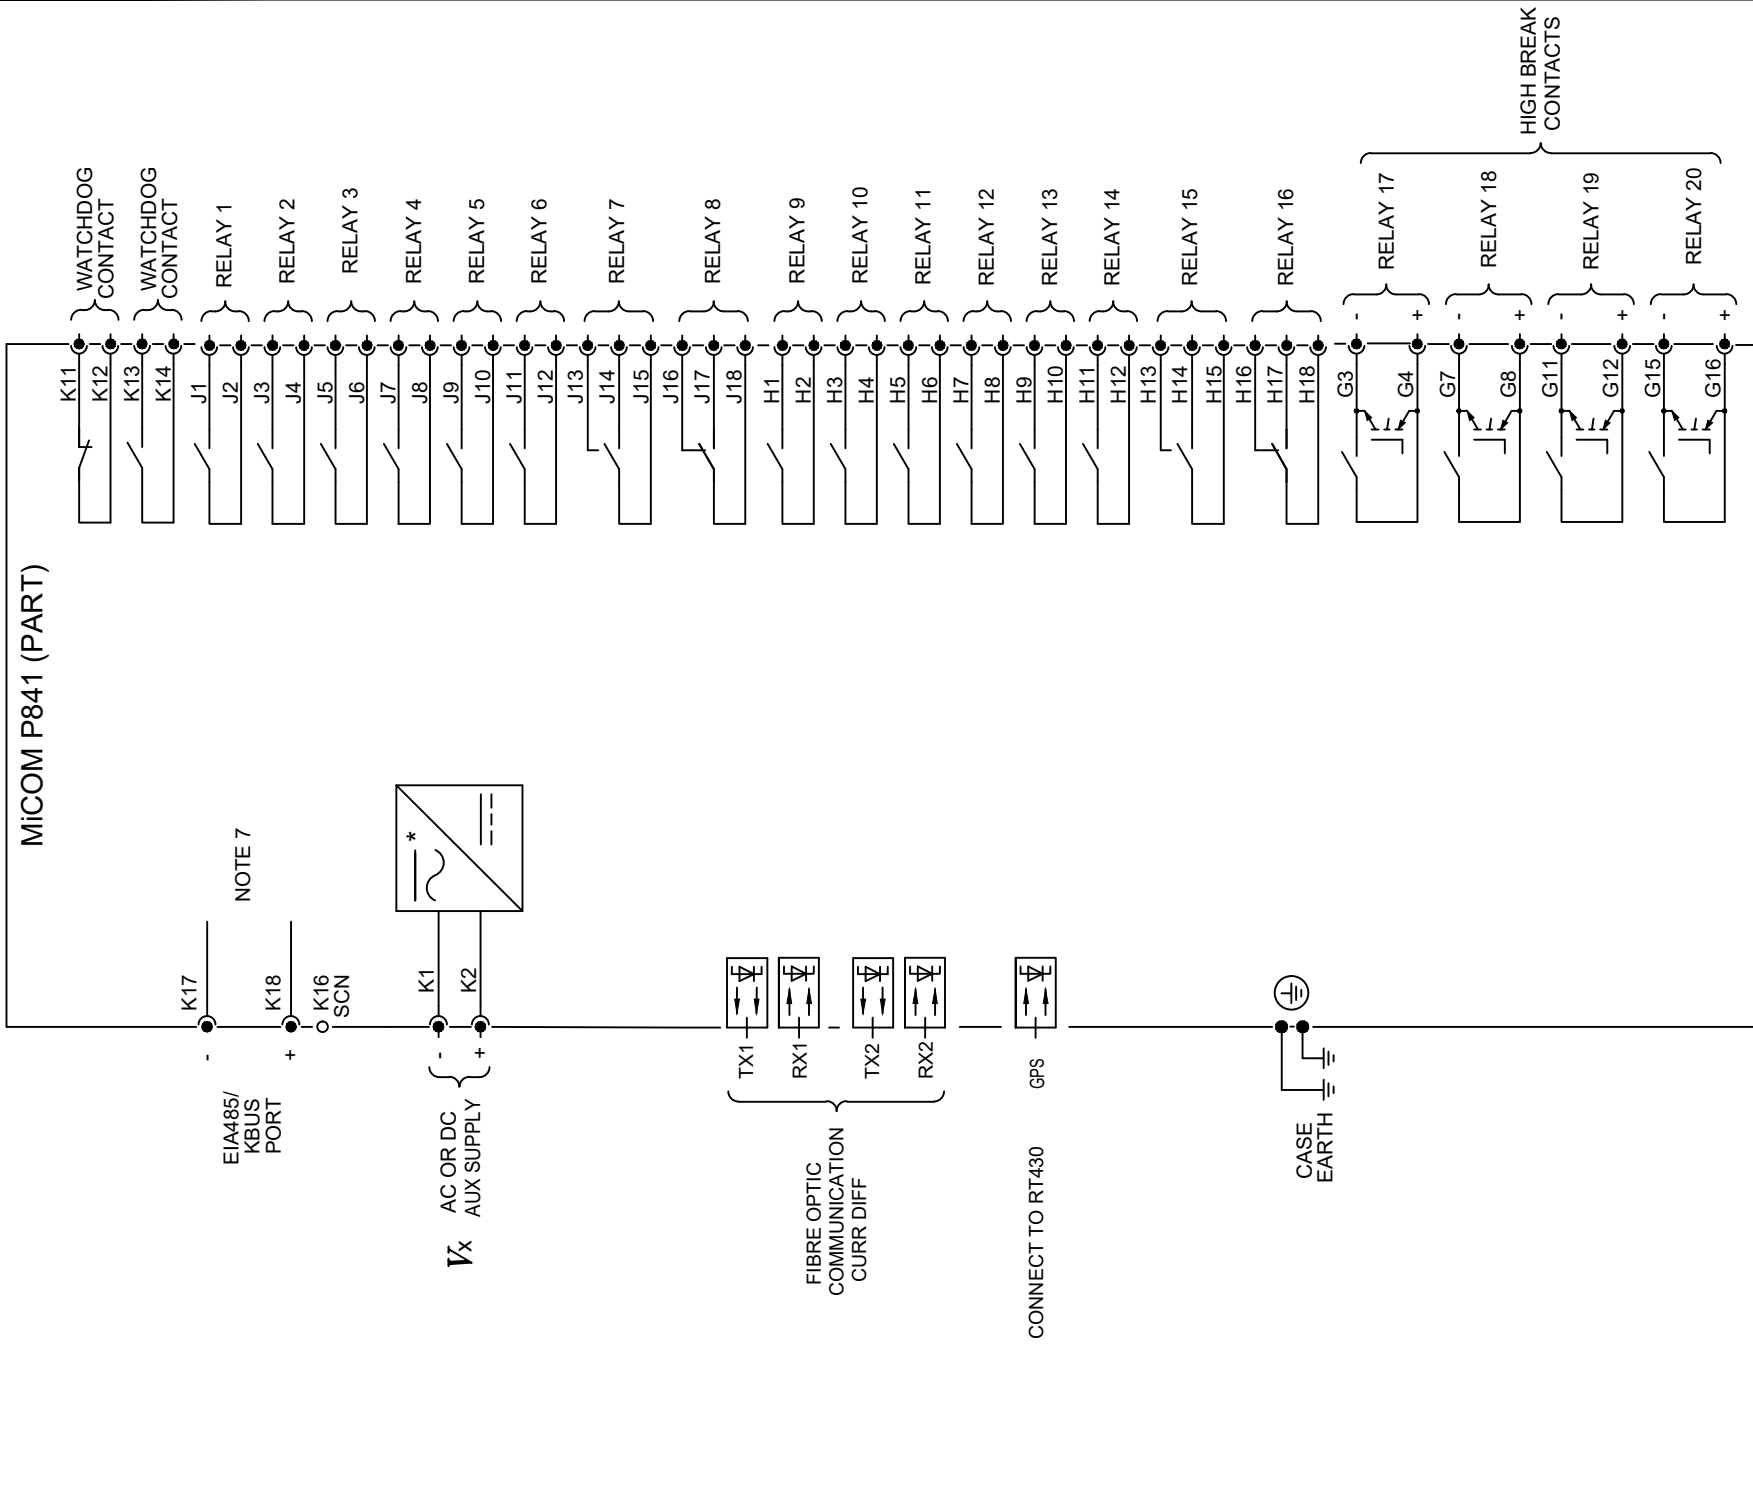 MiCOM P841 (PART)
EIA485/
KBUS
PORT
-
+
K17
K18
K16
SCN
NOTE 7
Vx
AC OR DC
AUX SUPPLY
-
+
K1
K2
*
FIBRE OPTIC
COMMUNICATION
CURR DIFF
TX1
RX1
TX2
RX2
CONNECT TO RT430
GPS
CASE
EARTH
K11
K12
WATCHDOG
CONTACT
K13
K14
WATCHDOG
CONTACT
J1
J2
RELAY 1
J3
J4
RELAY 2
J5
J6
RELAY 3
J7
J8
RELAY 4
J9
J10
RELAY 5
J11
J12
RELAY 6
J13
J14
J15
RELAY 7
J16
J17
J18
RELAY 8
H1
H2
RELAY 9
H3
H4
RELAY 10
H5
H6
RELAY 11
H7
H8
RELAY 12
H9
H10
RELAY 13
H11
H12
RELAY 14
H13
H14
H15
RELAY 15
H16
H17
H18
RELAY 16
G3
-
G4
+
RELAY 17
G7
-
G8
+
RELAY 18
G11
-
G12
+
RELAY 19
G15
-
G16
+
RELAY 20
HIGH BREAK
CONTACTS